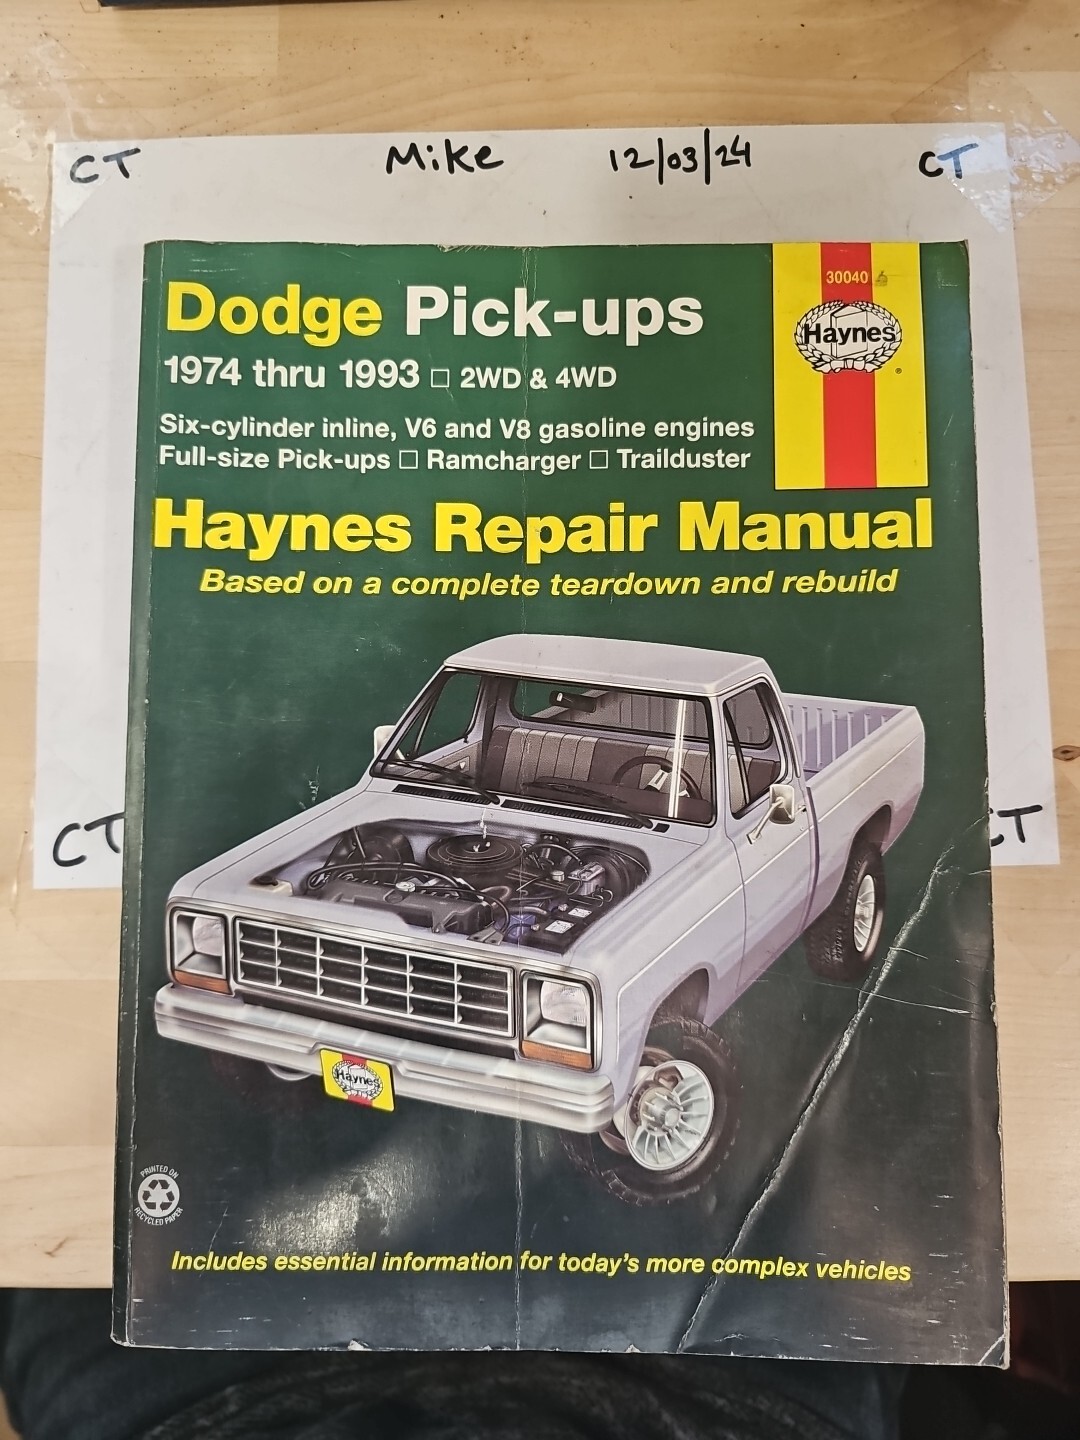 CT Mike 12/03/24 CT
30040
Haynes
®
Dodge Pick-ups
1974 thru 1993 □ 2WD & 4WD
Six-cylinder inline, V6 and V8 gasoline engines
Full-size Pick-ups □ Ramcharger □ Trailduster
Haynes Repair Manual
Based on a complete teardown and rebuild
CT CT
Haynes
PRINTED ON
RECYCLED PAPER
Includes essential information for today's more complex vehicles